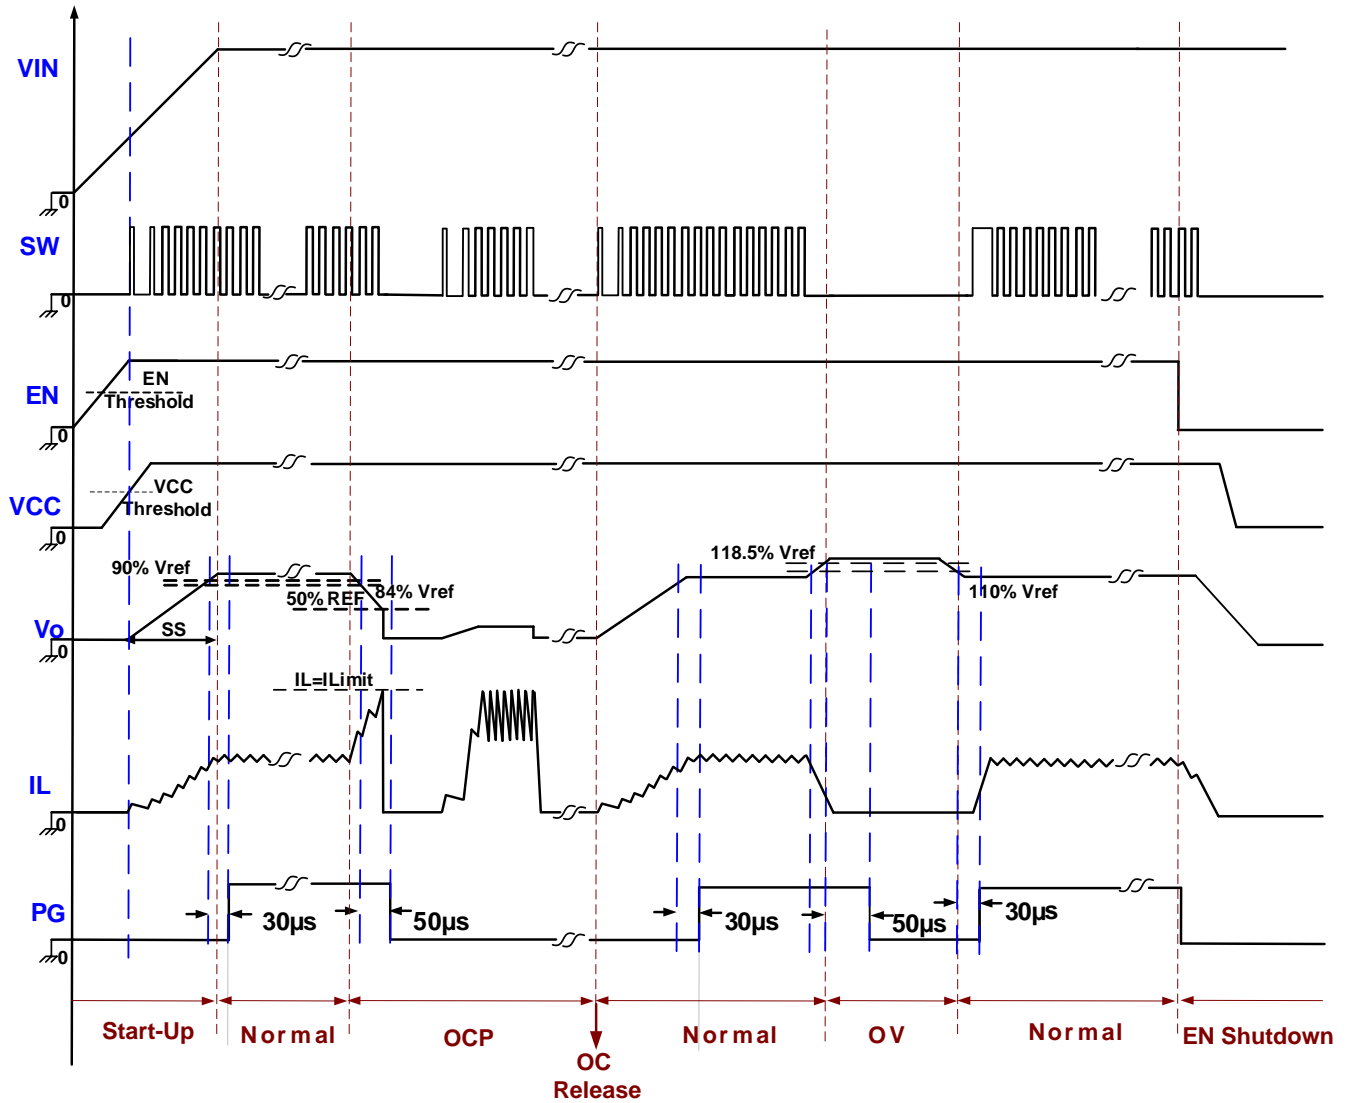 VIN
0
SW
0
EN
Threshold
EN
0
VCC
Threshold
VCC
0
90% Vref
118.5% Vref
50% REF
84% Vref
110% Vref
SS
Vo
0
IL=ILimit
IL
0
PG
30µs
50µs
30µs
50µs
30µs
0
Start-Up
Normal
OCP
Normal
OV
Normal
EN Shutdown
OC
Release